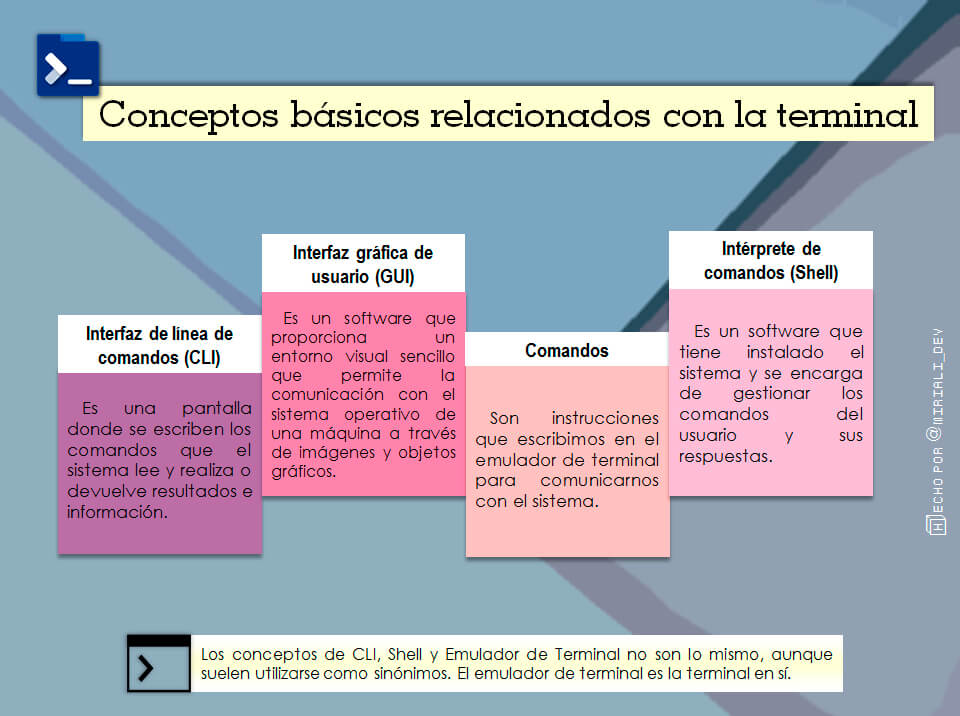 Conceptos básicos relacionados con la terminal
Interfaz de línea de
comandos (CLI)
Es una pantalla
donde se escriben los
comandos que el
sistema lee y realiza o
devuelve resultados e
información.
Interfaz gráfica de
usuario (GUI)
Es un software que
proporciona un
entorno visual sencillo
que permite la
comunicación con el
sistema operativo de
una máquina a través
de imágenes y objetos
gráficos.
Comandos
Son instrucciones
que escribimos en el
emulador de terminal
para comunicarnos
con el sistema.
Intérprete de
comandos (Shell)
Es un software que
tiene instalado el
sistema y se encarga
de gestionar los
comandos del
usuario y sus
respuestas.
HECHO POR @MIRIALI_DEV
Los conceptos de CLI, Shell y Emulador de Terminal no son lo mismo, aunque
suelen utilizarse como sinónimos. El emulador de terminal es la terminal en sí.